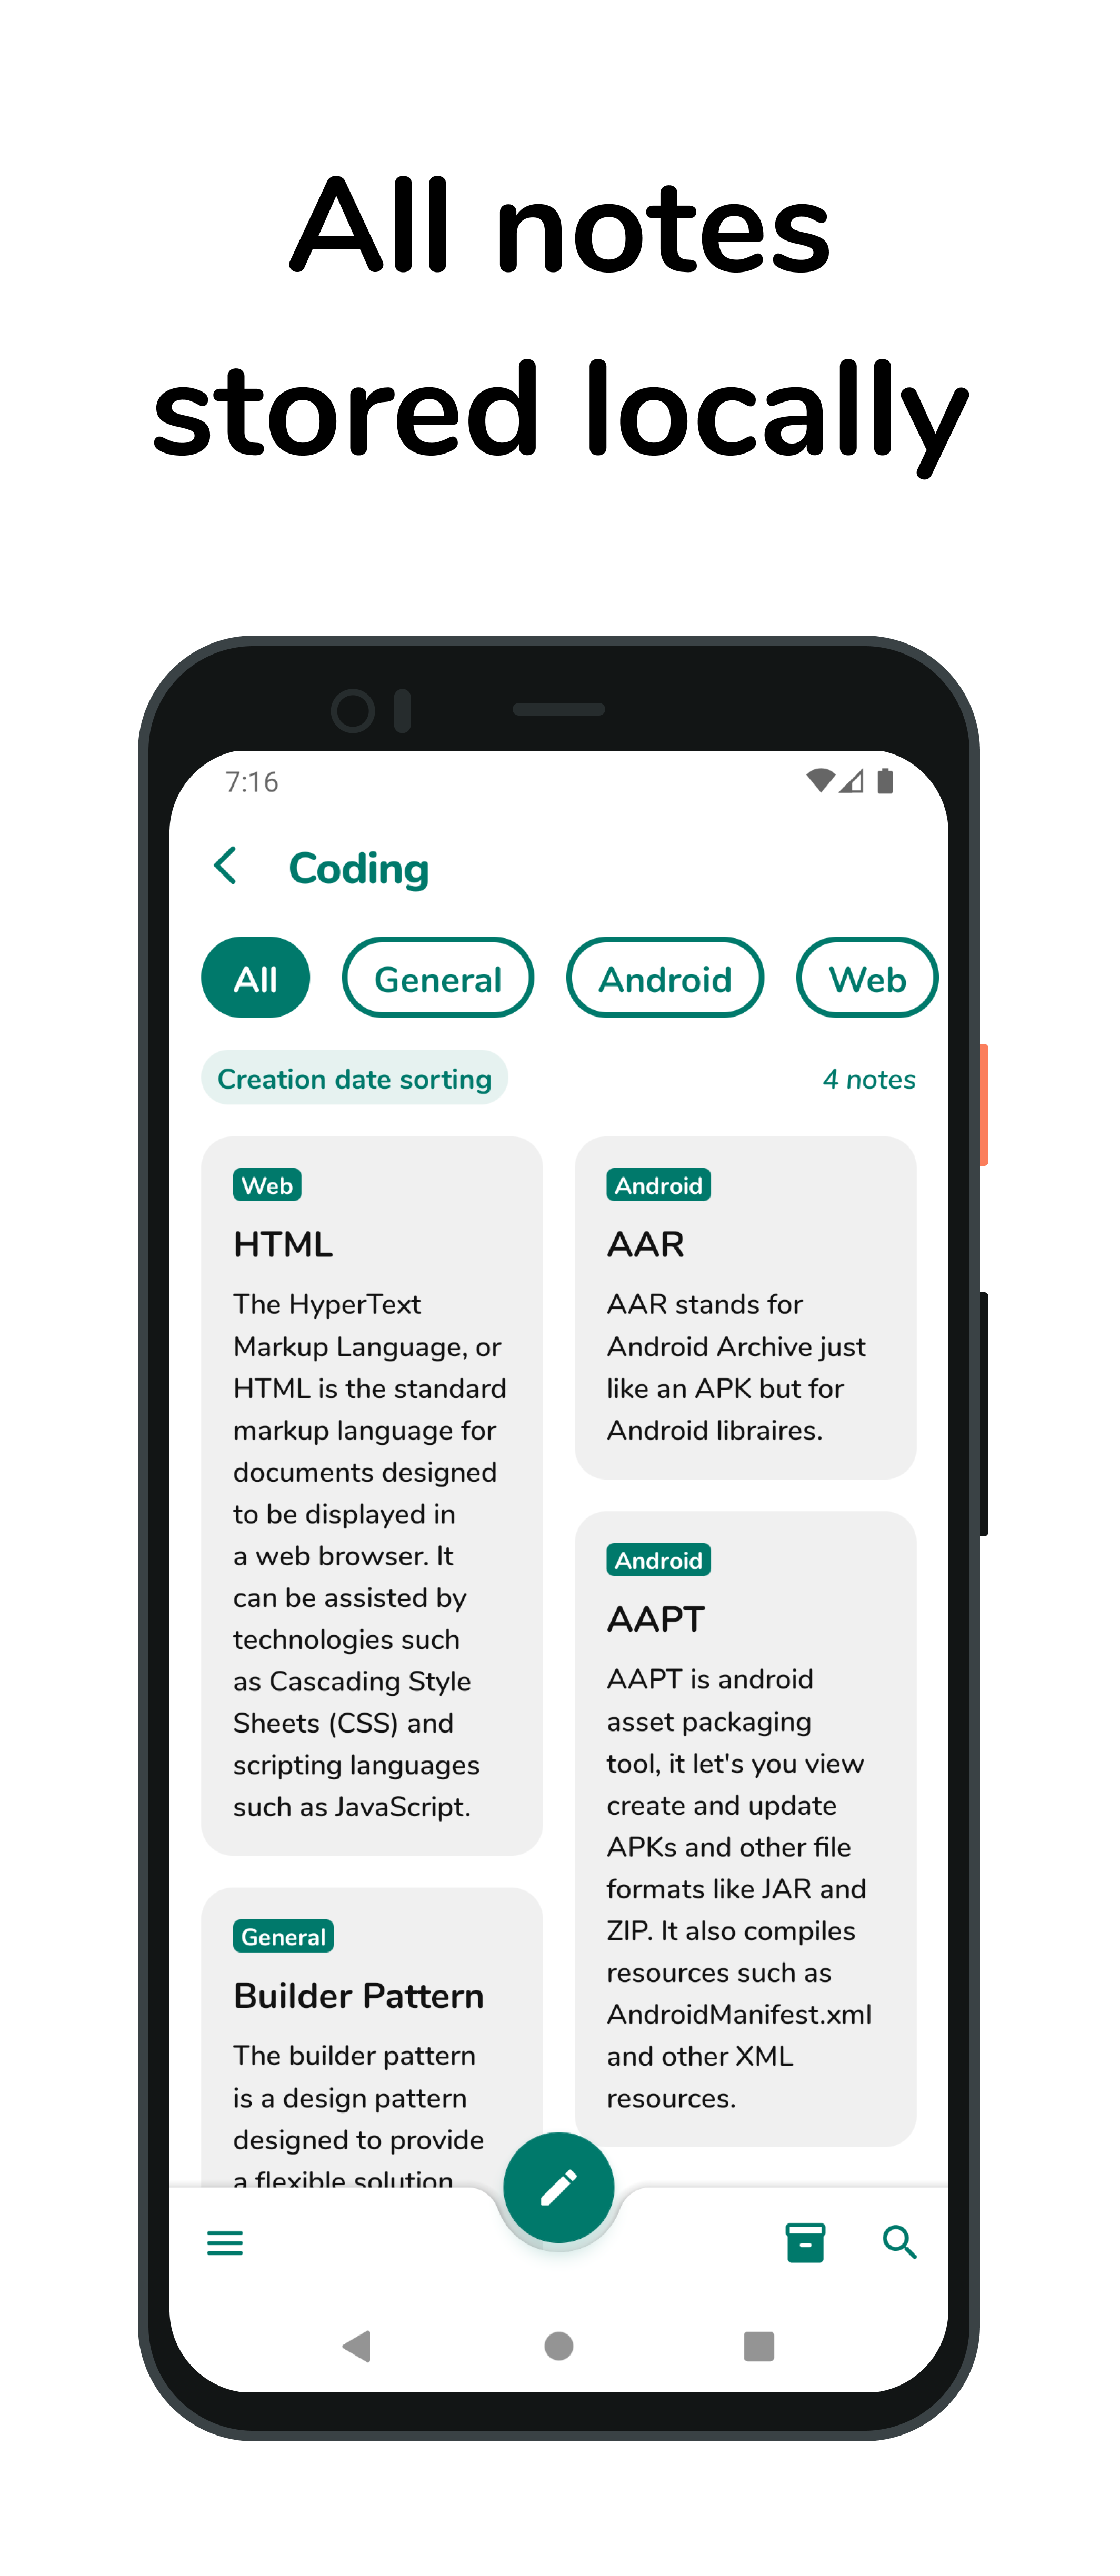 All notes
stored locally
7:16
Coding
All
General
Android
Web
Creation date sorting
4 notes
Web
HTML
The HyperText
Markup Language, or
HTML is the standard
markup language for
documents designed
to be displayed in
a web browser. It
can be assisted by
technologies such
as Cascading Style
Sheets (CSS) and
scripting languages
such as JavaScript.
General
Builder Pattern
The builder pattern
is a design pattern
designed to provide
a flexible solution
Android
AAR
AAR stands for
Android Archive just
like an APK but for
Android libraires.
Android
AAPT
AAPT is android
asset packaging
tool, it let's you view
create and update
APKs and other file
formats like JAR and
ZIP. It also compiles
resources such as
AndroidManifest.xml
and other XML
resources.